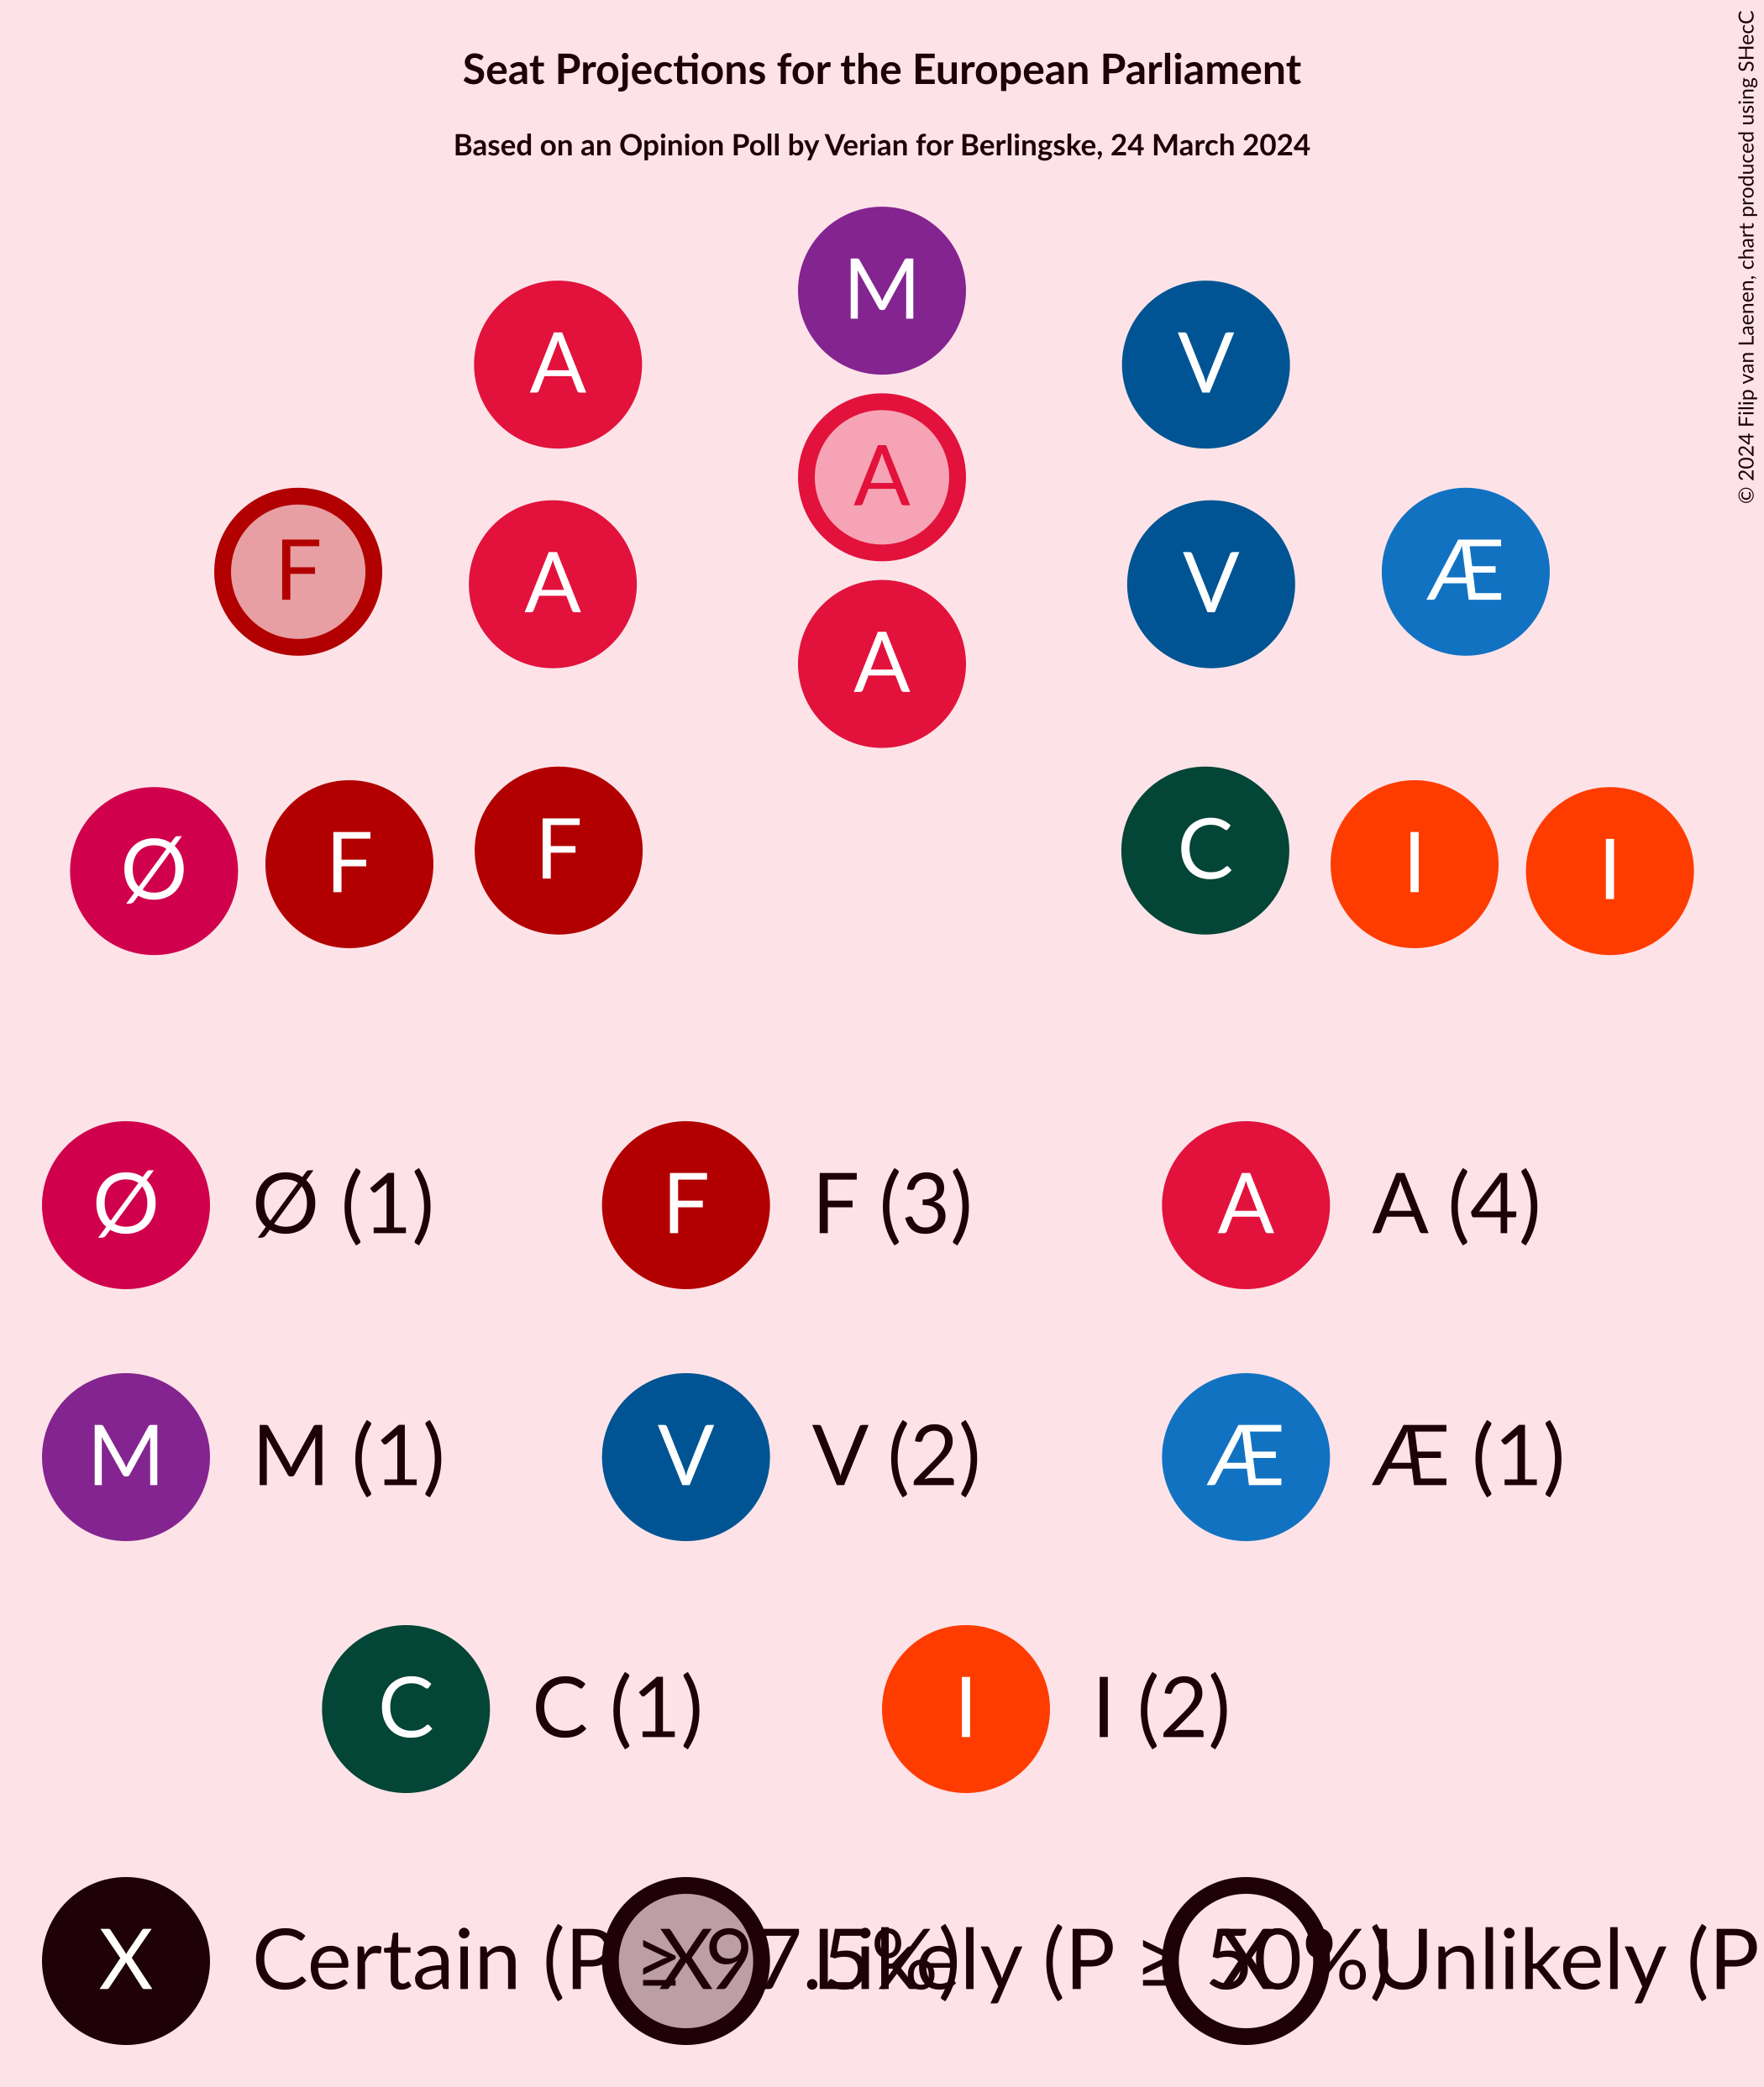 Seat Projections for the European Parliament
Based on an Opinion Poll by Verian for Berlingske, 24 March 2024
© 2024 Filip van Laenen, chart produced using SHecC
M
A
V
A
F
A
V
Æ
A
Ø
F
F
C
I
I
Ø Ø (1)
F F (3)
A A (4)
M M (1)
V V (2)
Æ Æ (1)
C C (1)
I I (2)
X Certain (P ≥ 97.5%)
X Likely (P ≥ 50%)
X Unlikely (P